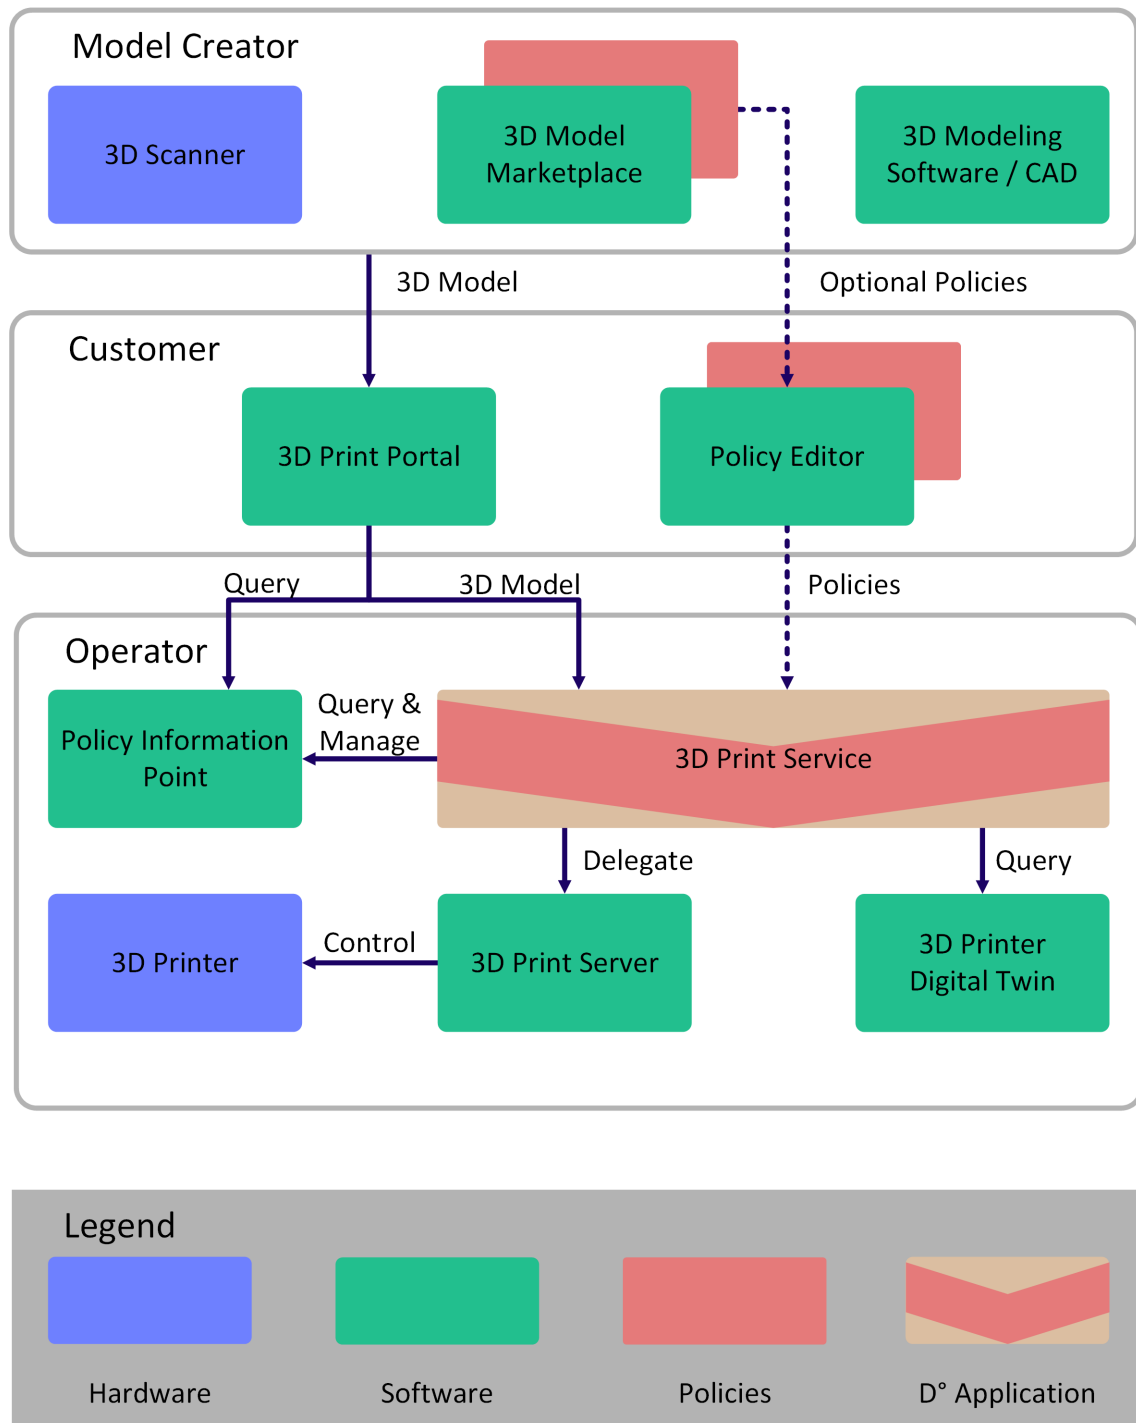 Model Creator
3D Scanner
3D Model
Marketplace
3D Modeling
Software / CAD
3D Model
Optional Policies
Customer
3D Print Portal
Policy Editor
Query
3D Model
Policies
Operator
Policy Information
Point
Query &
Manage
3D Print Service
Delegate
Query
3D Printer
Control
3D Print Server
3D Printer
Digital Twin
Legend
Hardware
Software
Policies
D° Application